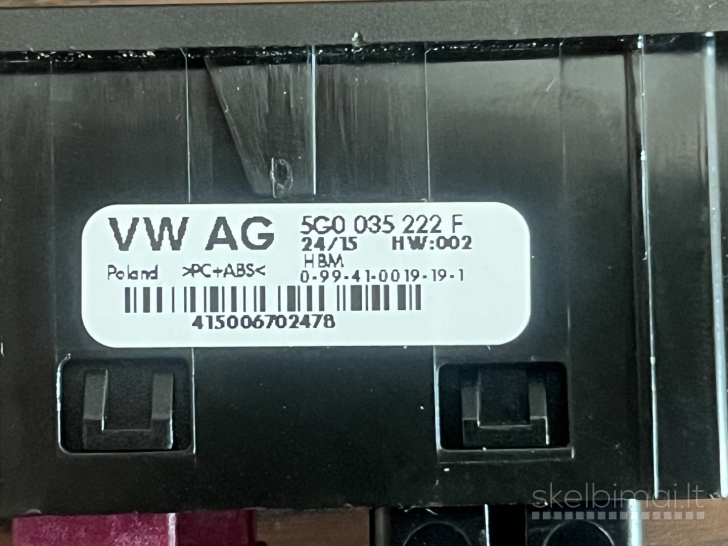 VW AG
5G0 035 222 F
24/15 HW:002
HBM
Poland >PC+ABS<
0-99-41-0019-19-1
415006702478
skelbimai.lt